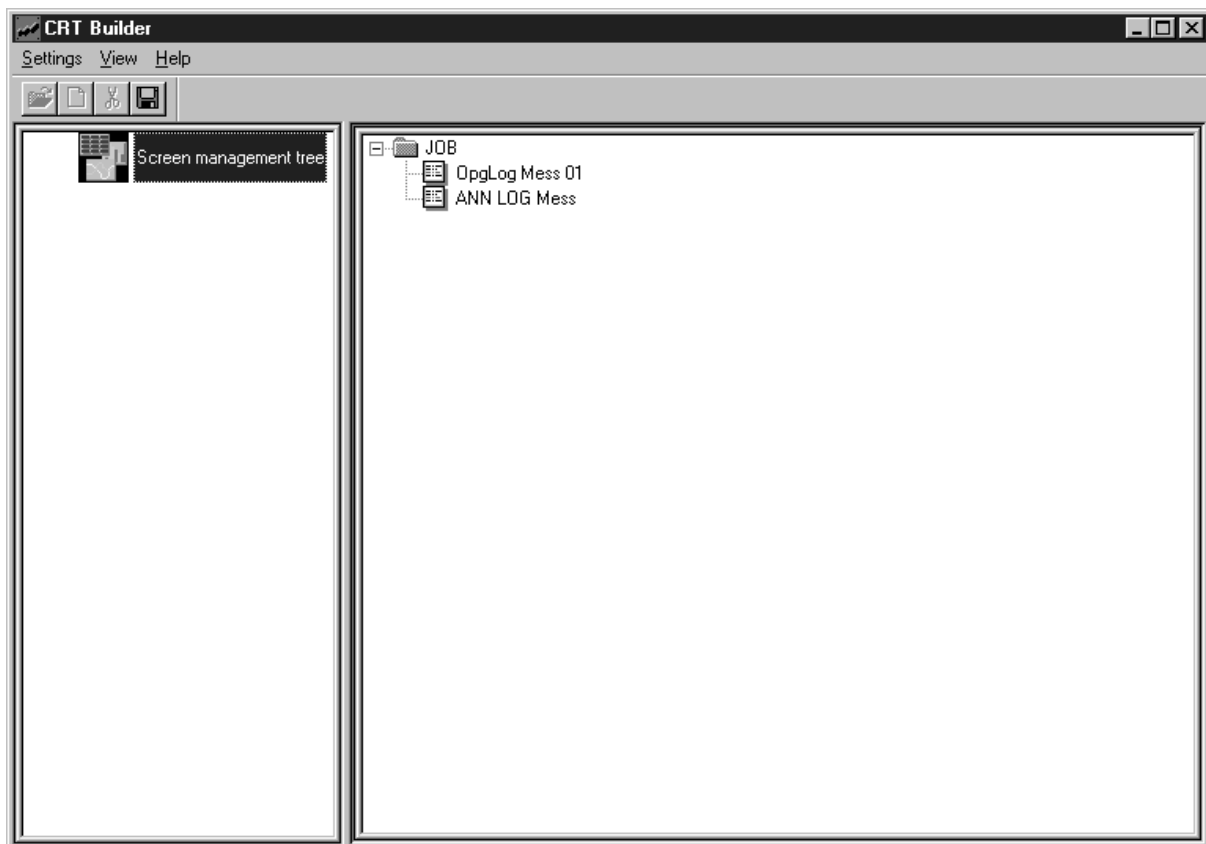 CRT Builder
Settings View Help
Screen management tree
JOB
OpgLog Mess 01
ANN LOG Mess